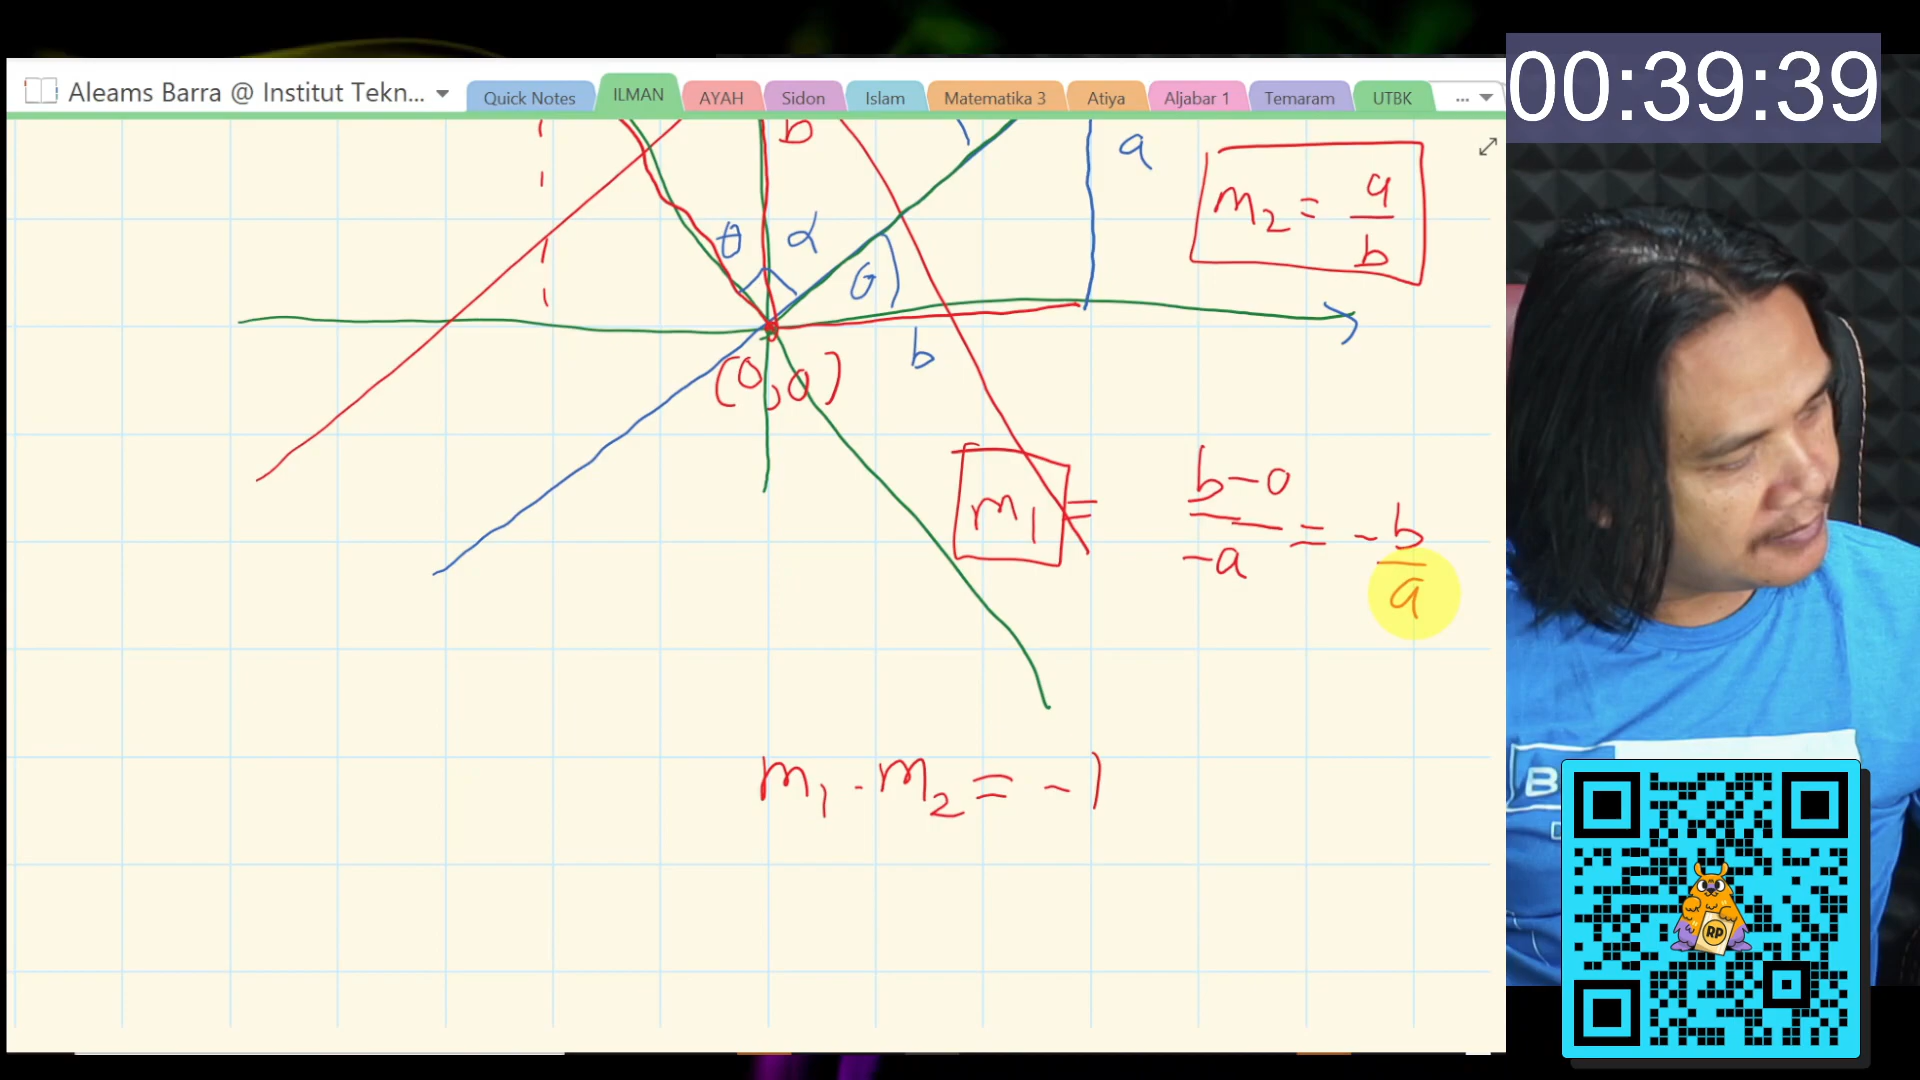 Aleams Barra @ Institut Tekn...
Quick Notes
ILMAN
AYAH
Sidon
Islam
Matematika 3
Atiya
Aljabar 1
Temaram
UTBK
...
00:39:39
b
a
m₂ = a/b
θ α
θ
b
(0,0)
m₁ = b-0/-a = -b/a
m₁ . m₂ = -1
B
RP